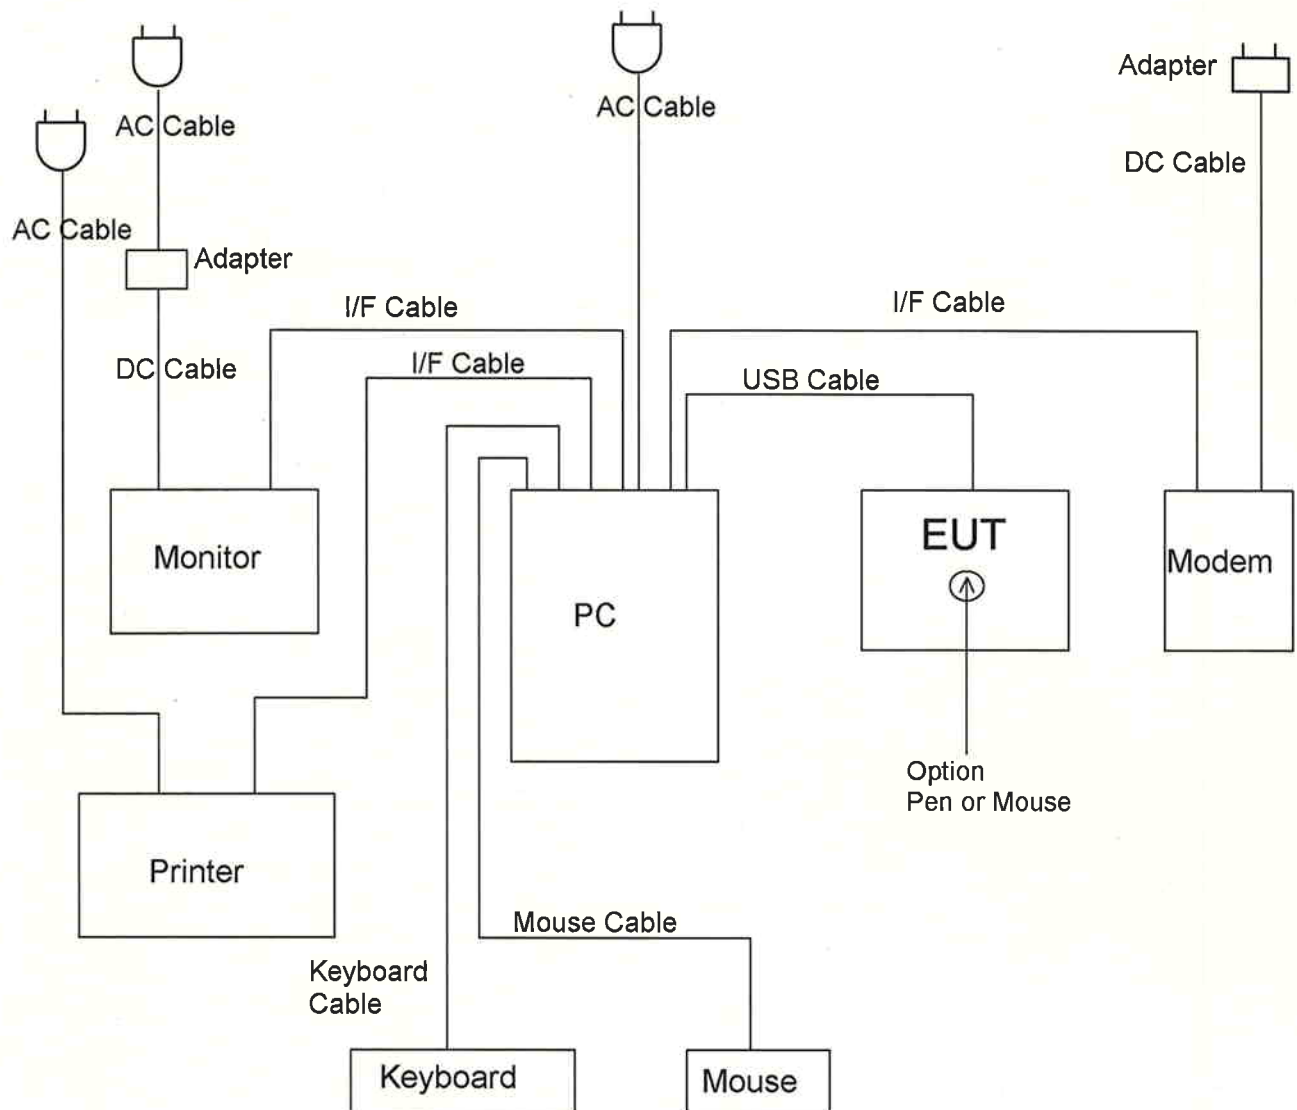 Adapter
AC Cable
AC Cable
DC Cable
AC Cable
Adapter
I/F Cable
I/F Cable
I/F Cable
DC Cable
USB Cable
EUT
Monitor
Modem
PC
Option
Pen or Mouse
Printer
Mouse Cable
Keyboard
Cable
Keyboard
Mouse